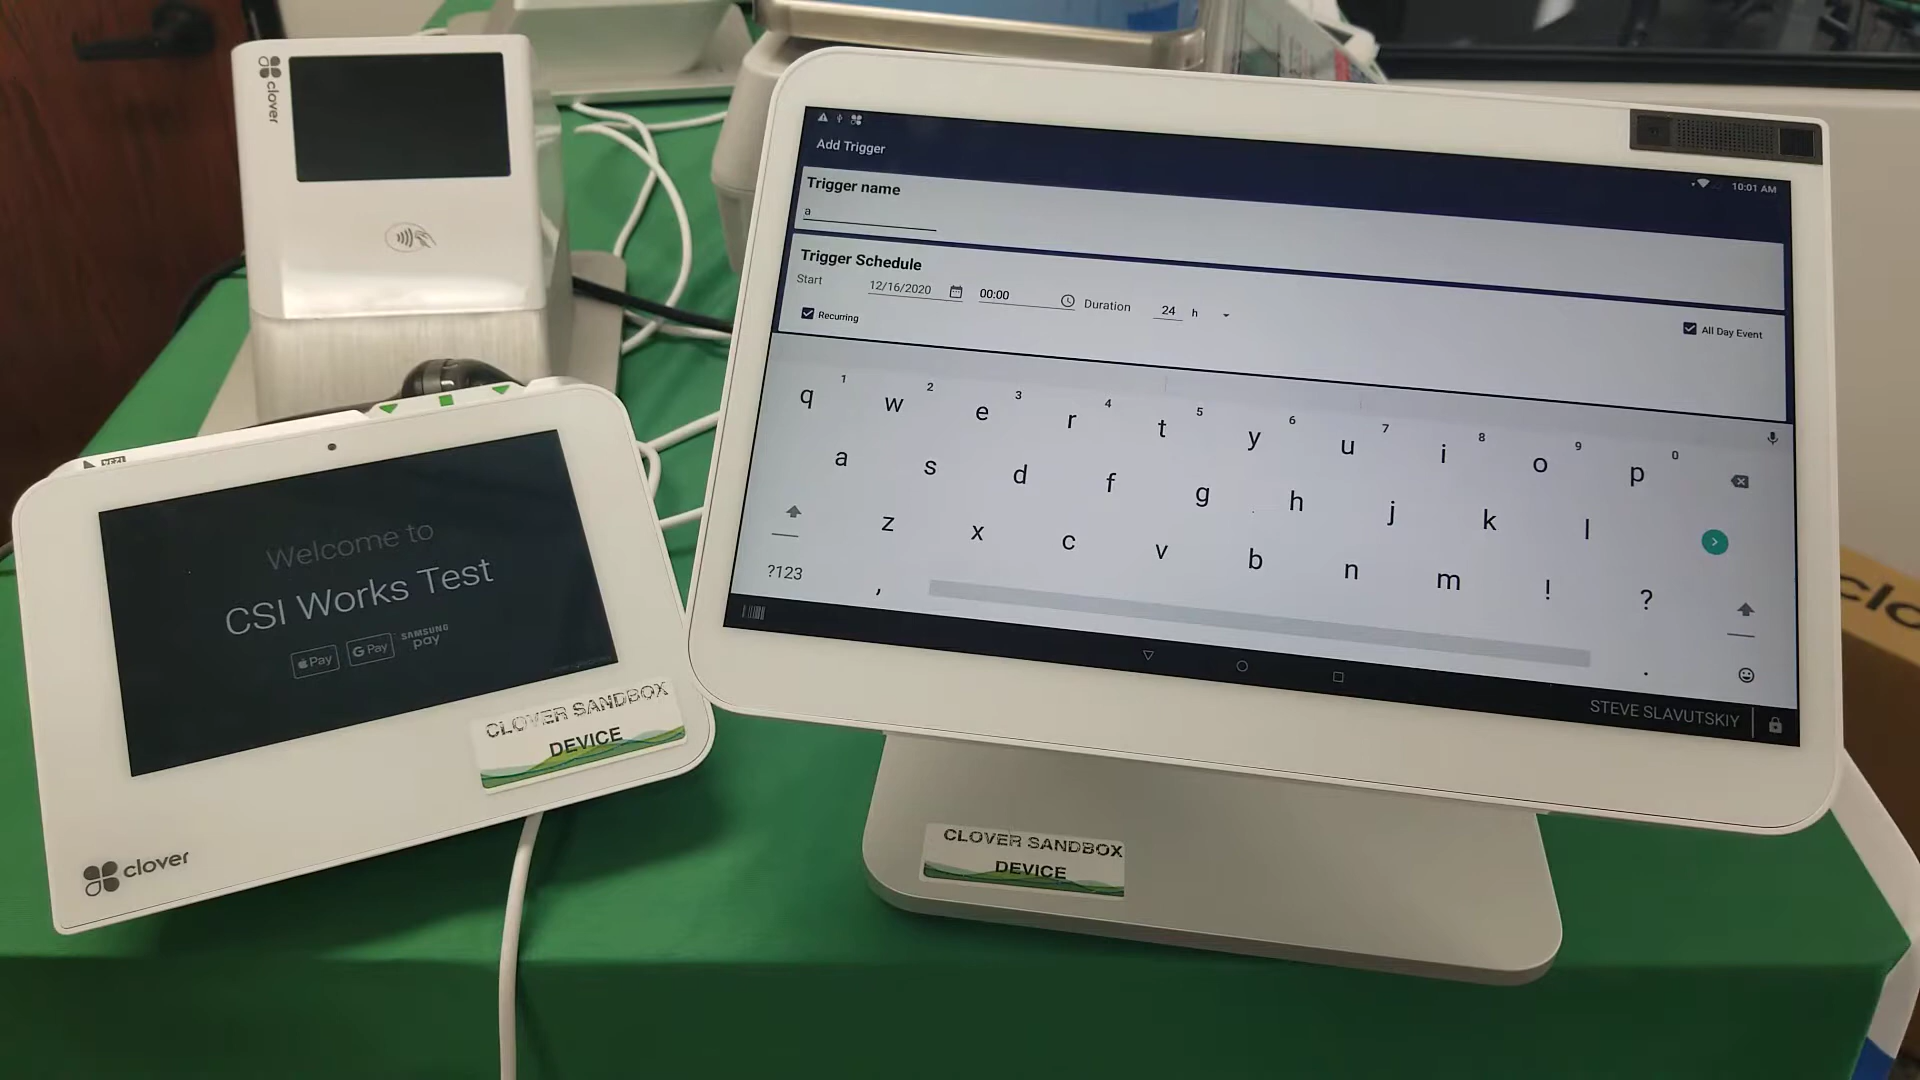 clover
Welcome to
CSI Works Test
Pay
G Pay
SAMSUNG
pay
CLOVER SANDBOX
DEVICE
clover
10:01 AM
Add Trigger
Trigger name
a
Trigger Schedule
Start 12/16/2020 00:00 Duration 24 h
Recurring
All Day Event
1 2 3 4 5 6 7 8 9 0
q w e r t y u i o p
a s d f g h j k l
z x c v b n m ! ?
?123 , .
STEVE SLAVUTSKIY
CLOVER SANDBOX
DEVICE
clo